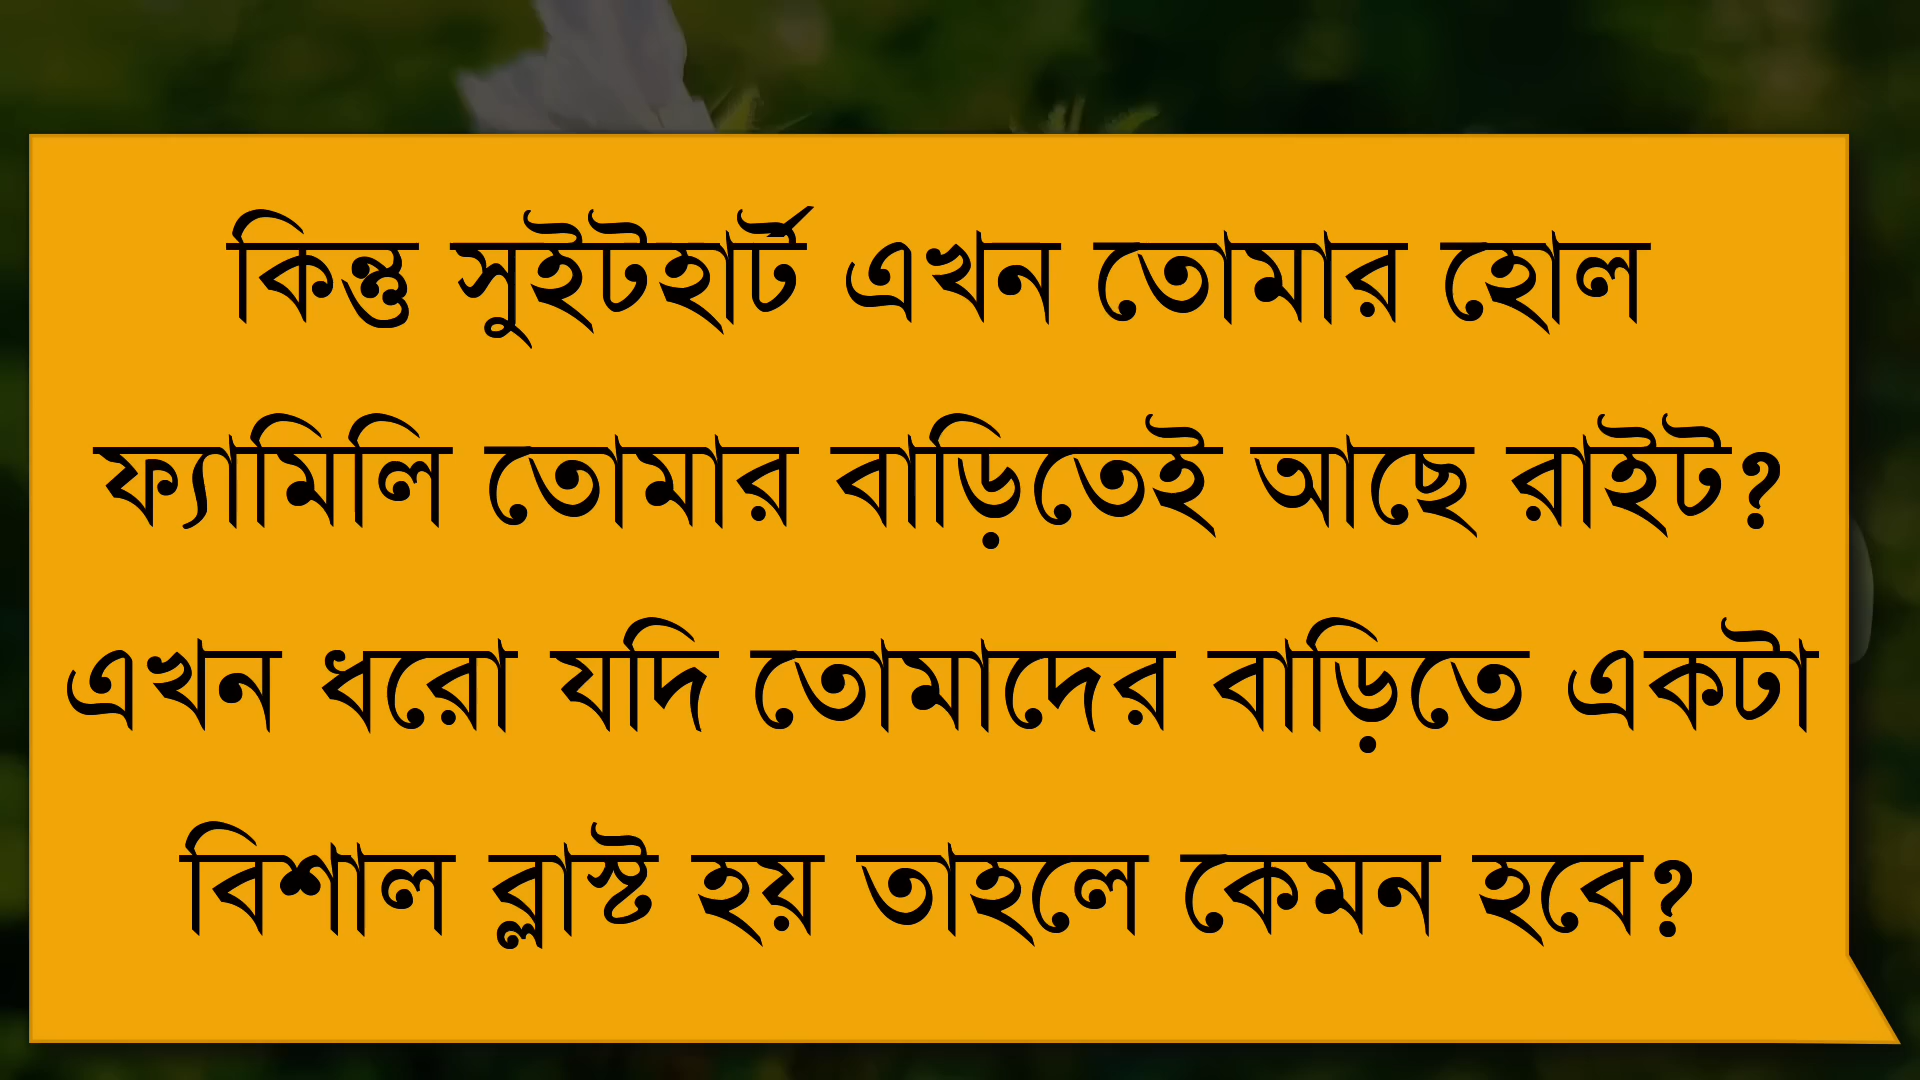 কিন্তু সুইটহার্ট এখন তোমার হোল
ফ্যামিলি তোমার বাড়িতেই আছে রাইট?
এখন ধরো যদি তোমাদের বাড়িতে একটা
বিশাল ব্লাস্ট হয় তাহলে কেমন হবে?